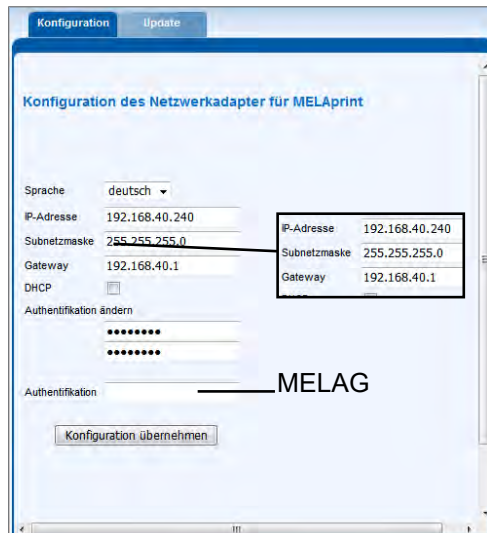 Konfiguration Update
Konfiguration des Netzwerkadapter für MELAprint
Sprache deutsch
IP-Adresse 192.168.40.240
Subnetzmaske 255.255.255.0
Gateway 192.168.40.1
DHCP
Authentifikation ändern
••••••••
••••••••
Authentifikation
Konfiguration übernehmen
IP-Adresse 192.168.40.240
Subnetzmaske 255.255.255.0
Gateway 192.168.40.1
MELAG